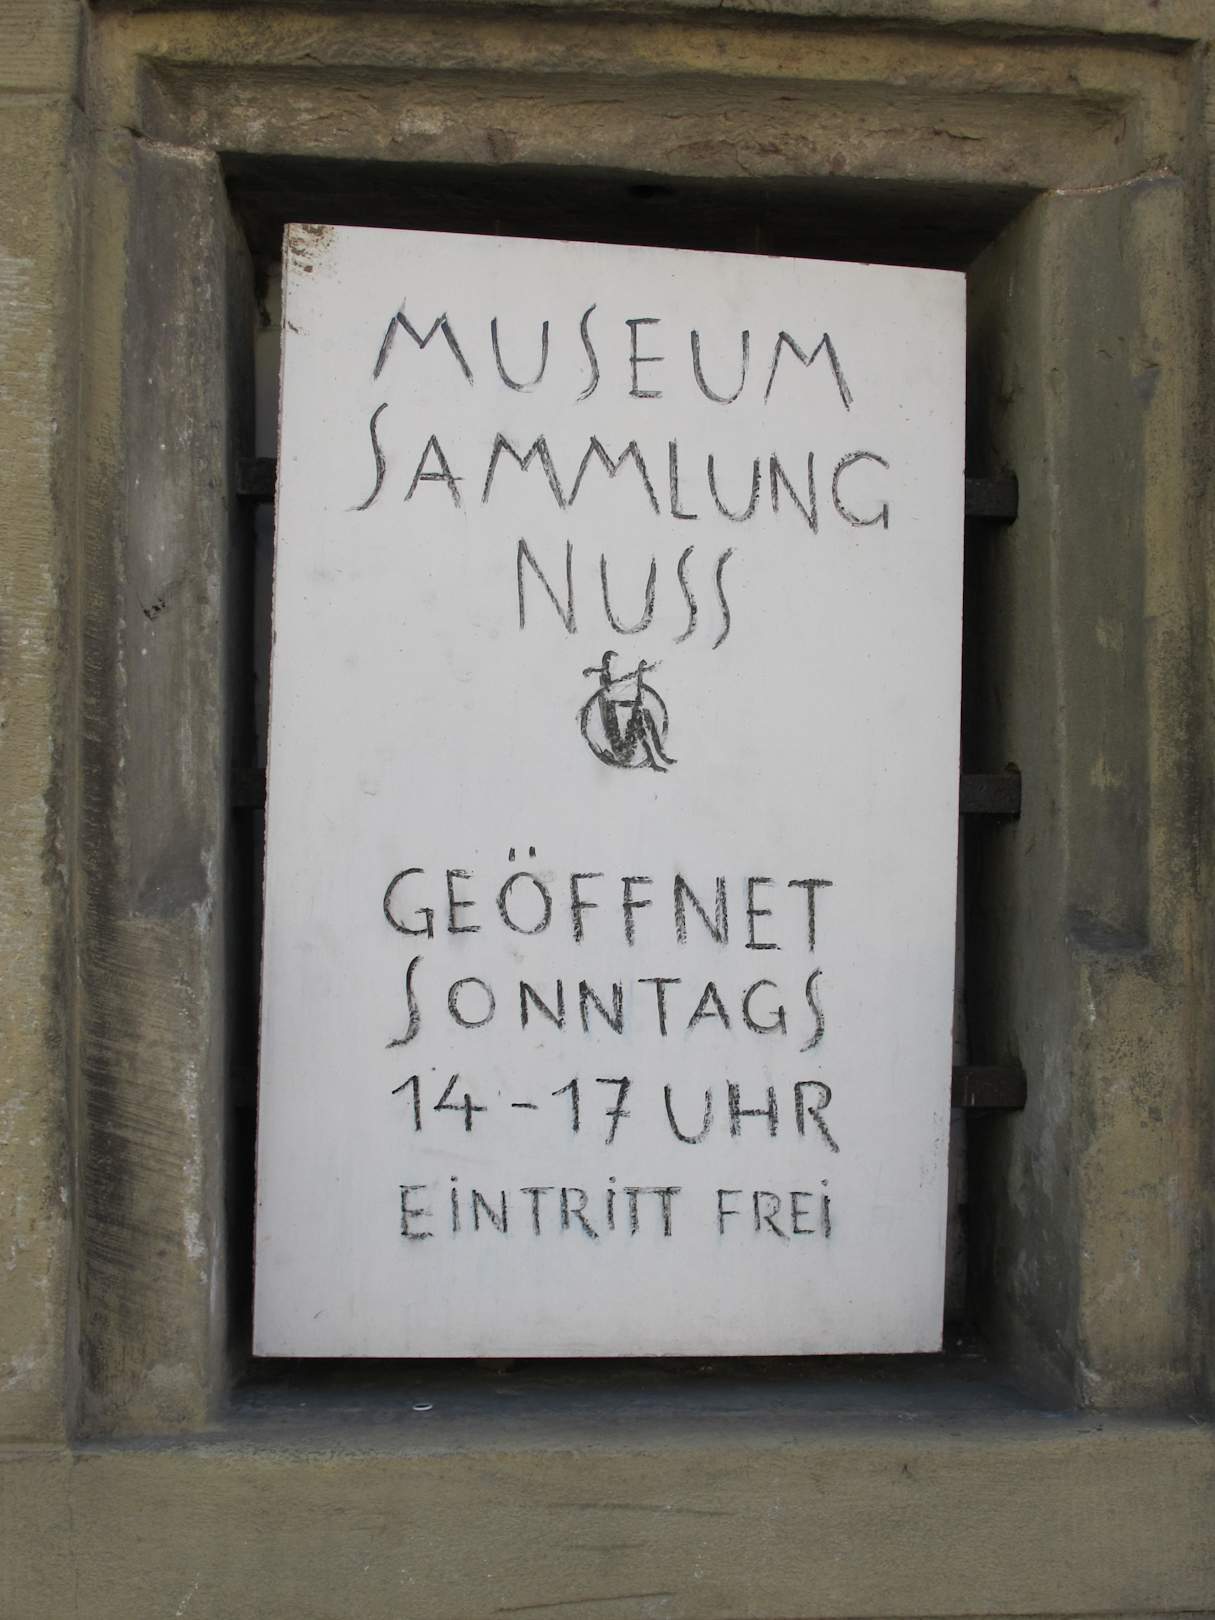 MUSEUM
SAMMLUNG
NUSS
GEÖFFNET
SONNTAGS
14-17 UHR
EiNTRiTT FREi